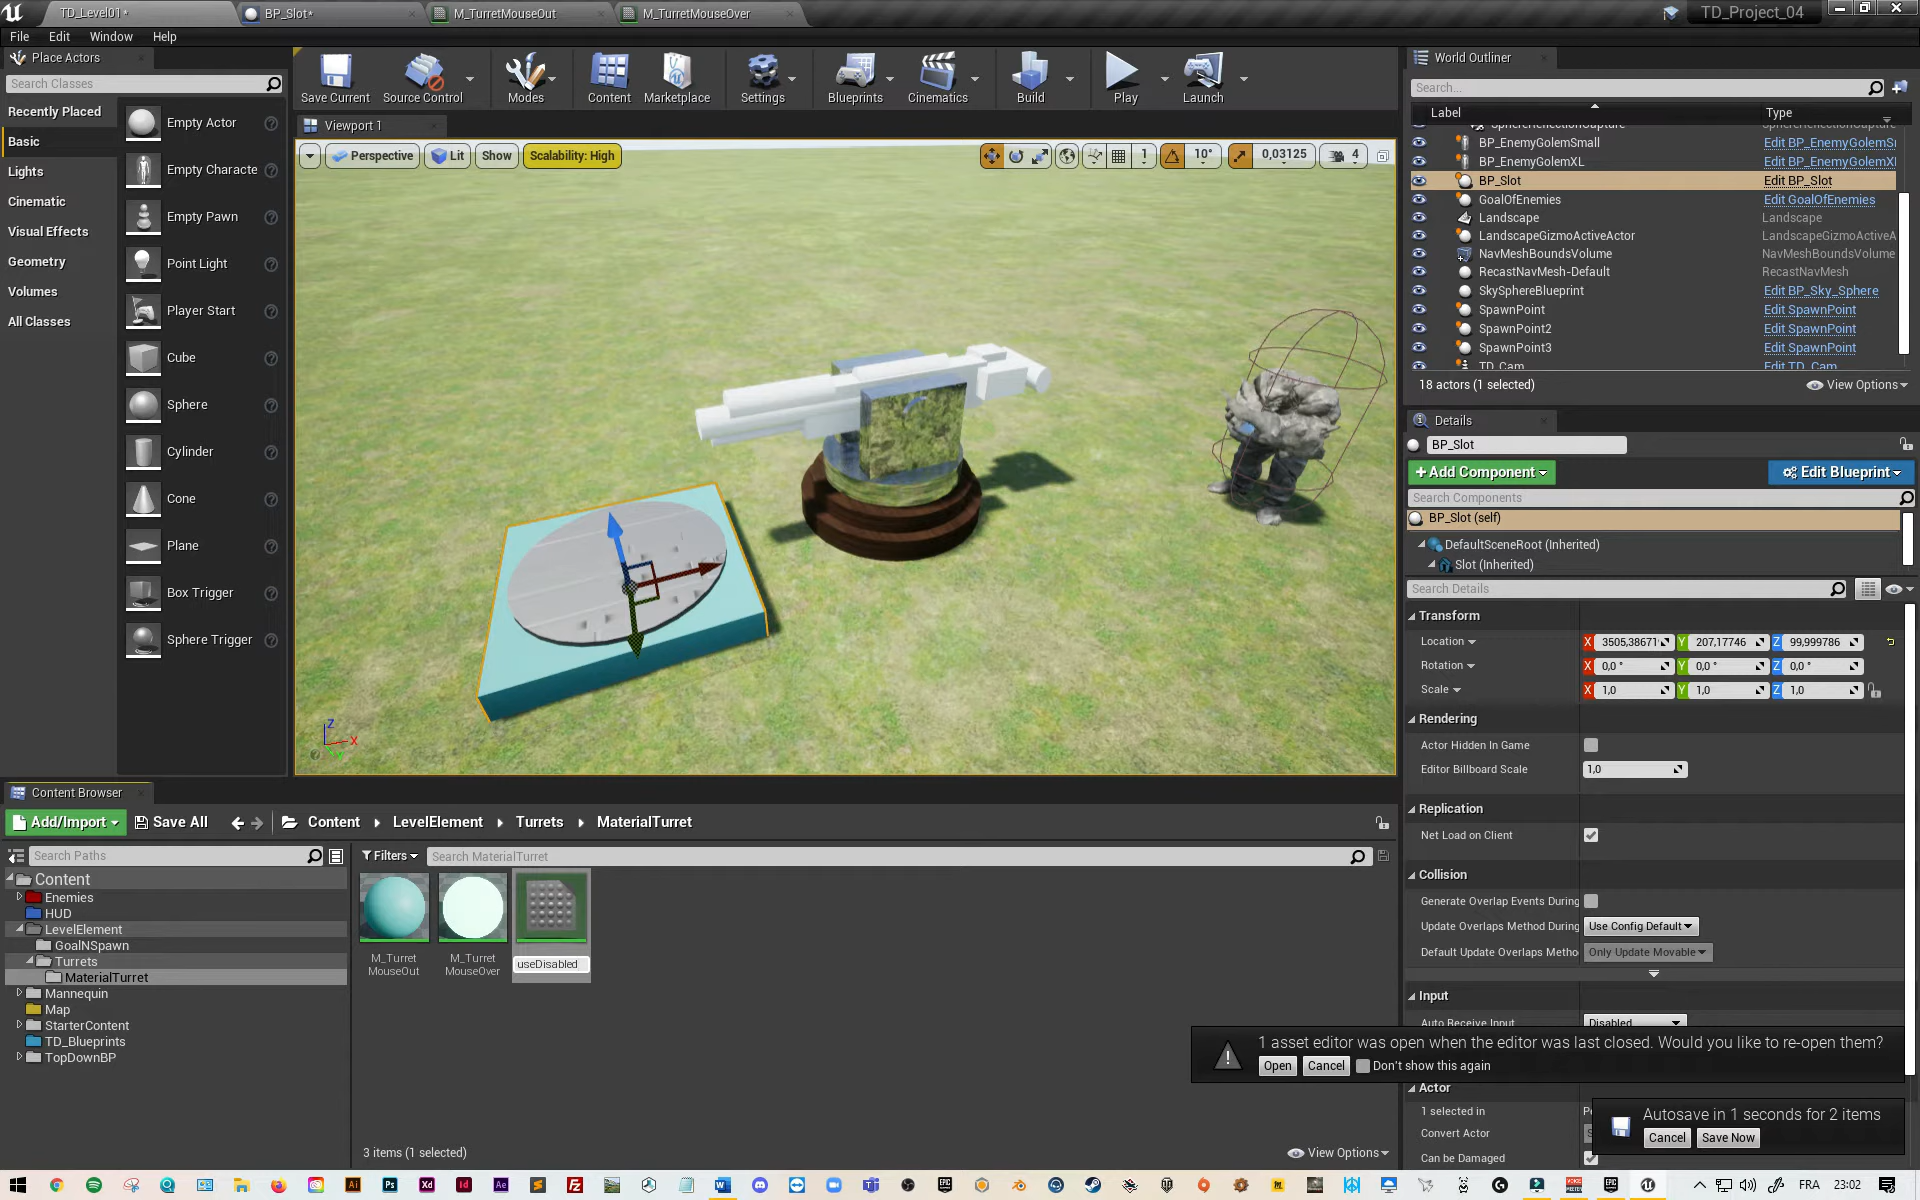 TD_Level01*
BP_Slot*
M_TurretMouseOut
M_TurretMouseOver
TD_Project_04
File Edit Window Help
Place Actors
Search Classes
Recently Placed
Basic
Lights
Cinematic
Visual Effects
Geometry
Volumes
All Classes
Empty Actor
Empty Characte
Empty Pawn
Point Light
Player Start
Cube
Sphere
Cylinder
Cone
Plane
Box Trigger
Sphere Trigger
Save Current
Source Control
Modes
Content
Marketplace
Settings
Blueprints
Cinematics
Build
Play
Launch
Viewport 1
Perspective
Lit
Show
Scalability: High
10°
0,03125
4
World Outliner
Search...
Label Type
BP_EnemyGolemSmall Edit BP_EnemyGolemS
BP_EnemyGolemXL Edit BP_EnemyGolemX
BP_Slot Edit BP_Slot
GoalOfEnemies Edit GoalOfEnemies
Landscape Landscape
LandscapeGizmoActiveActor LandscapeGizmoActiveA
NavMeshBoundsVolume NavMeshBoundsVolume
RecastNavMesh-Default RecastNavMesh
SkySphereBlueprint Edit BP_Sky_Sphere
SpawnPoint Edit SpawnPoint
SpawnPoint2 Edit SpawnPoint
SpawnPoint3 Edit SpawnPoint
TD_Cam Edit TD_Cam
18 actors (1 selected)
View Options
Details
BP_Slot
+Add Component
Edit Blueprint
Search Components
BP_Slot (self)
DefaultSceneRoot (Inherited)
Slot (Inherited)
Search Details
Transform
Location X 3505,3867 Y 207,17746 Z 99,999786
Rotation X 0,0 ° Y 0,0 ° Z 0,0 °
Scale X 1,0 Y 1,0 Z 1,0
Rendering
Actor Hidden In Game
Editor Billboard Scale 1,0
Replication
Net Load on Client
Collision
Generate Overlap Events During
Update Overlaps Method During Use Config Default
Default Update Overlaps Metho Only Update Movable
Input
Auto Receive Input Disabled
1 asset editor was open when the editor was last closed. Would you like to re-open them?
Open Cancel Don't show this again
Actor
1 selected in
Convert Actor
Can be Damaged
Autosave in 1 seconds for 2 items
Cancel Save Now
Z
X
Y
Content Browser
Add/Import
Save All
Content LevelElement Turrets MaterialTurret
Search Paths
Filters
Search MaterialTurret
Content
Enemies
HUD
LevelElement
GoalNSpawn
Turrets
MaterialTurret
Mannequin
Map
StarterContent
TD_Blueprints
TopDownBP
M_Turret
MouseOut
M_Turret
MouseOver
useDisabled
3 items (1 selected)
View Options
FRA
23:02